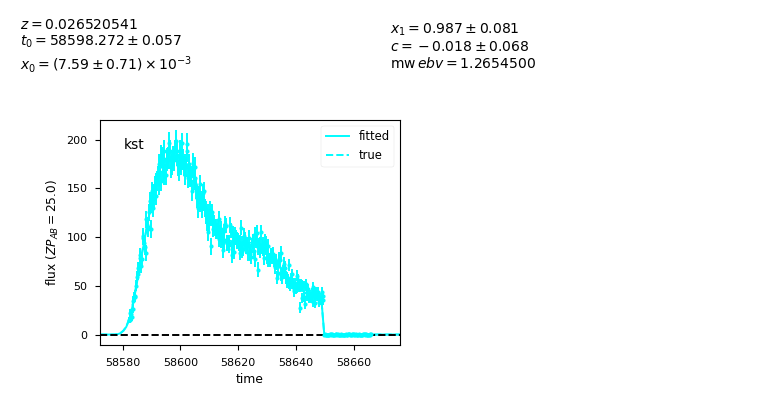 z = 0.026520541
t₀ = 58598.272 ± 0.057
x₀ = (7.59 ± 0.71) × 10⁻³
x₁ = 0.987 ± 0.081
c = −0.018 ± 0.068
mw ebv = 1.2654500
kst
fitted
true
200
150
100
50
0
flux (ZP_AB = 25.0)
58580 58600 58620 58640 58660
time